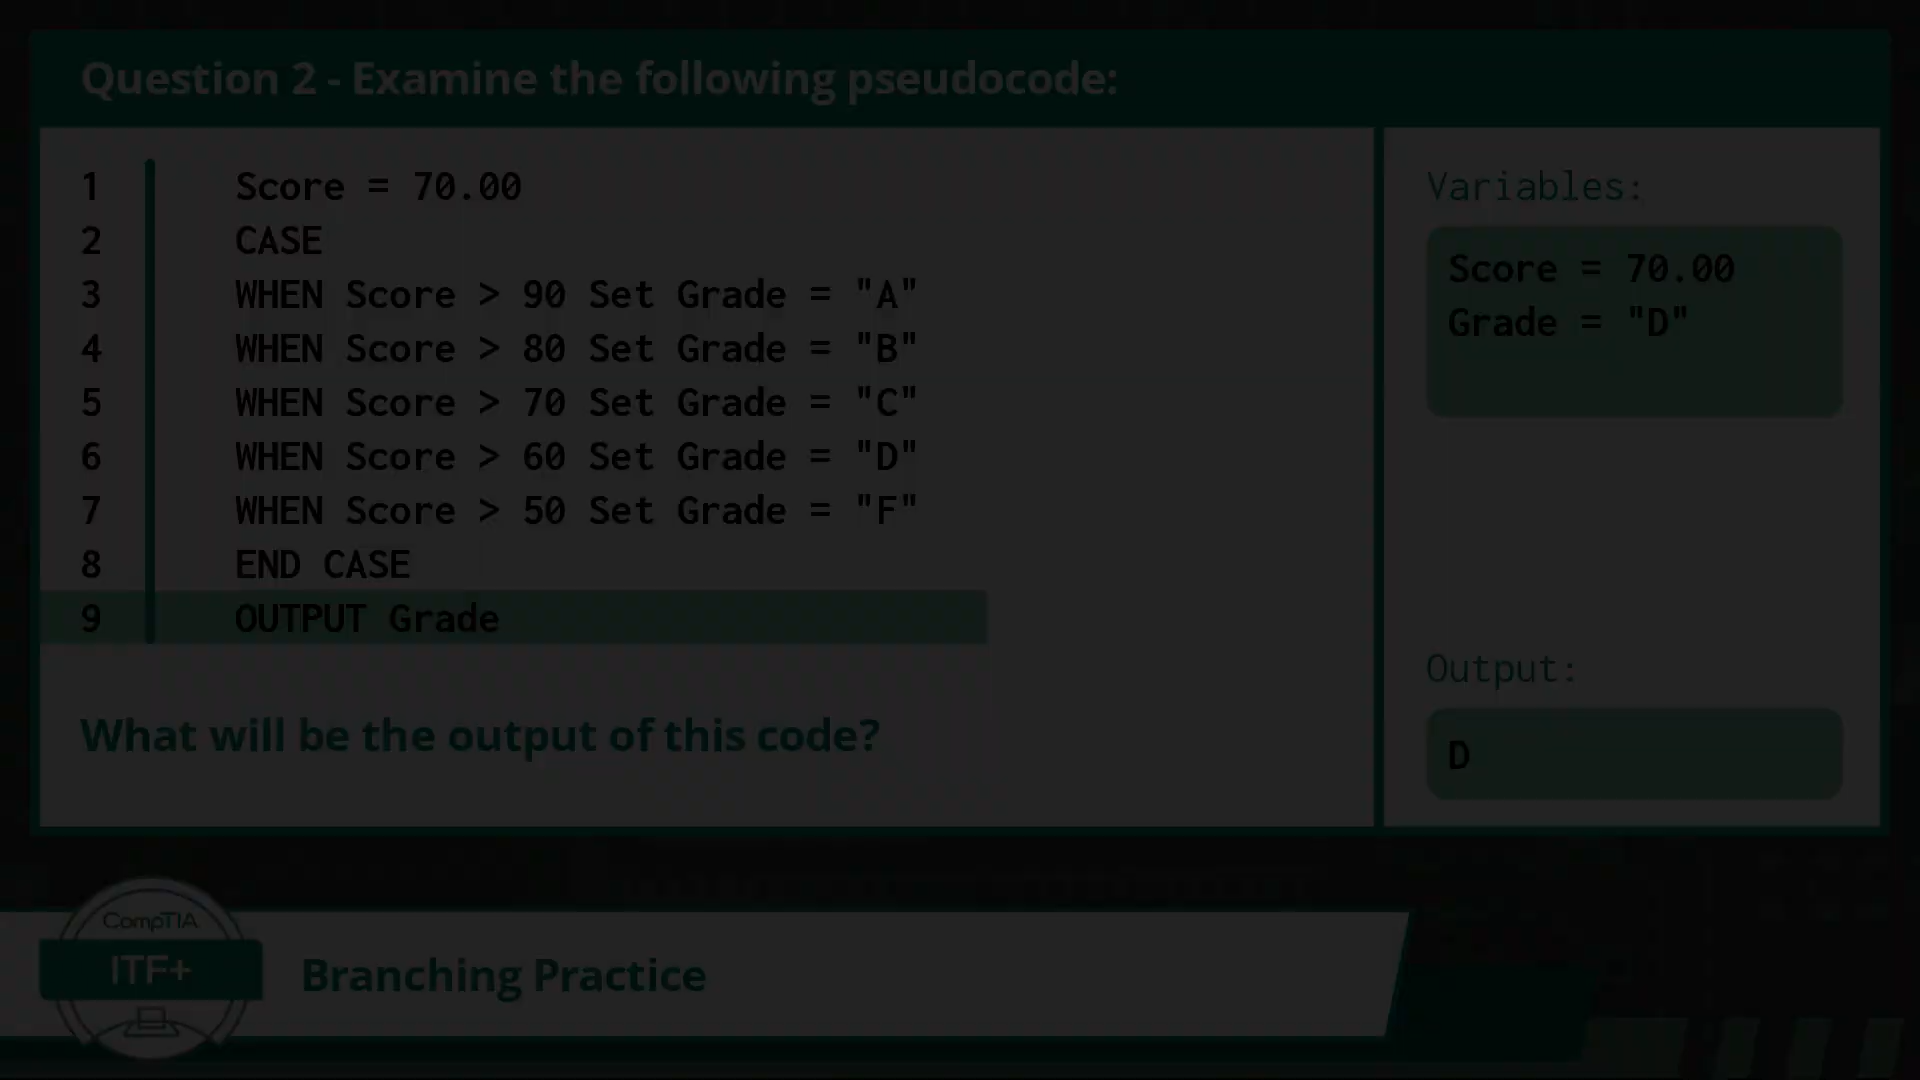 Question 2 - Examine the following pseudocode:
1 Score = 70.00
2 CASE
3 WHEN Score > 90 Set Grade = "A"
4 WHEN Score > 80 Set Grade = "B"
5 WHEN Score > 70 Set Grade = "C"
6 WHEN Score > 60 Set Grade = "D"
7 WHEN Score > 50 Set Grade = "F"
8 END CASE
9 OUTPUT Grade
What will be the output of this code?
Variables:
Score = 70.00
Grade = "D"
Output:
D
CompTIA
ITF+
Branching Practice